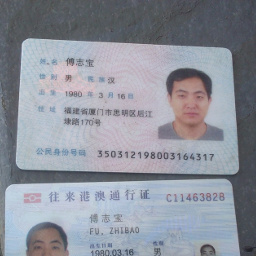 姓名 傅志宝
性别 男 民族 汉
出生 1980 年 3 月 16 日
住址 福建省厦门市思明区后江
埭路170号
公民身份号码 350312198003164317
往来港澳通行证 C11463828
傅志宝
FU, ZHIBAO
出生日期 性别
1980.03.16 男